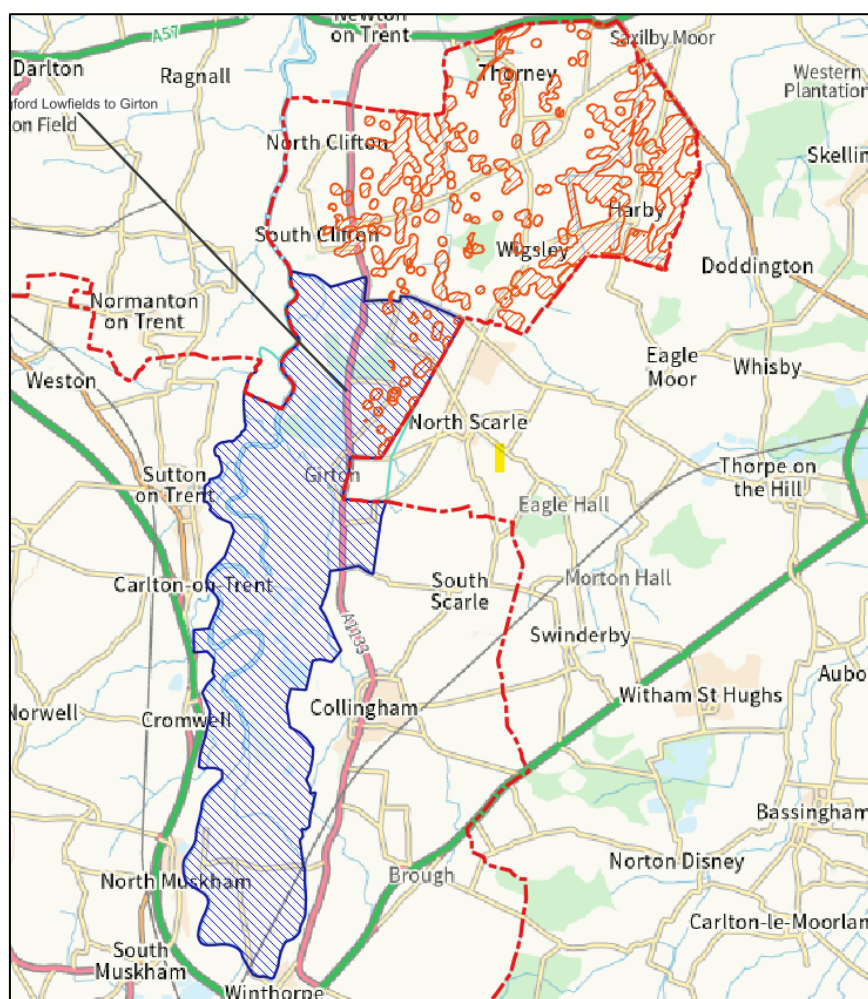 Newton
on Trent
A57
Saxilby Moor
Darlton
Ragnall
Thorney
Western
Plantation
gford Lowfields to Girton
on Field
North Clifton
Skellin
Harby
South Clifton
Wigsley
Doddington
Normanton
on Trent
Eagle
Moor
Whisby
Weston
North Scarle
Girton
Sutton
on Trent
Thorpe on
the Hill
Eagle Hall
Carlton-on-Trent
South
Scarle
Morton Hall
A1133
Swinderby
Aubo
Norwell
Cromwell
Collingham
Witham St Hughs
Bassingham
North Muskham
Brough
Norton Disney
South
Muskham
Carlton-le-Moorlan
Winthorpe